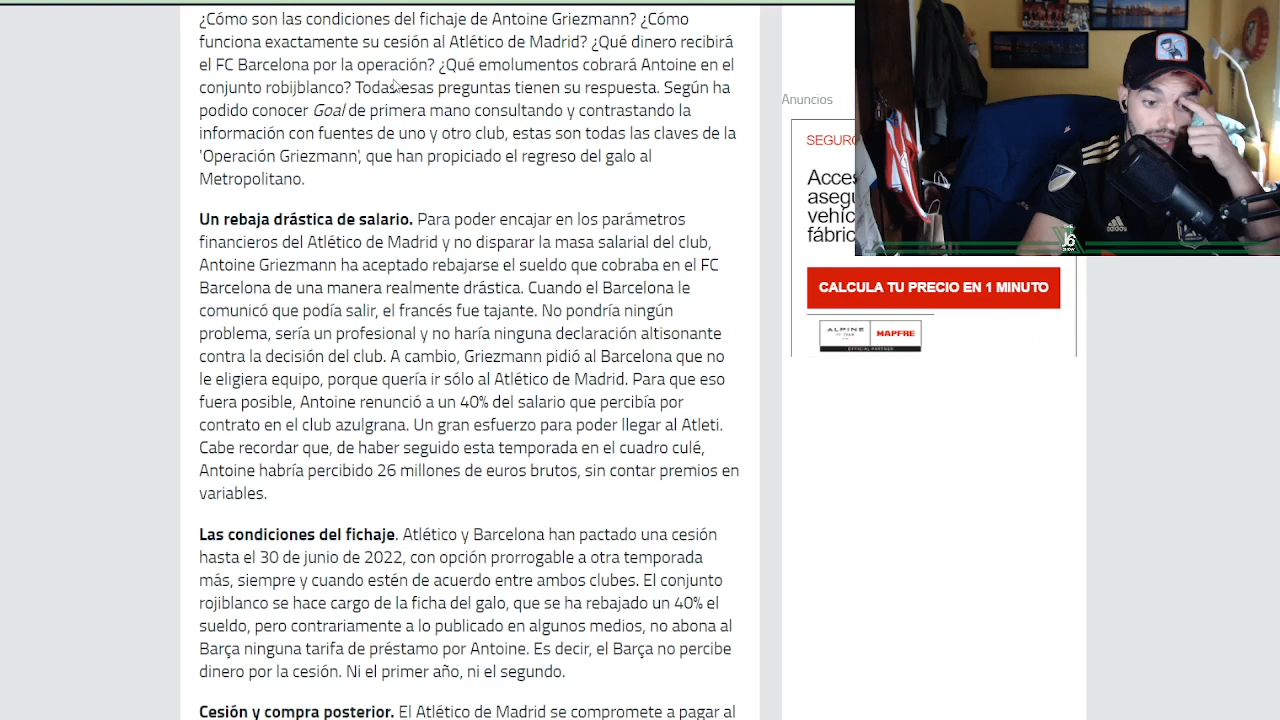 ¿Cómo son las condiciones del fichaje de Antoine Griezmann? ¿Cómo
funciona exactamente su cesión al Atlético de Madrid? ¿Qué dinero recibirá
el FC Barcelona por la operación? ¿Qué emolumentos cobrará Antoine en el
conjunto robijblanco? Todas esas preguntas tienen su respuesta. Según ha
podido conocer Goal de primera mano consultando y contrastando la
información con fuentes de uno y otro club, estas son todas las claves de la
'Operación Griezmann', que han propiciado el regreso del galo al
Metropolitano.
Un rebaja drástica de salario. Para poder encajar en los parámetros
financieros del Atlético de Madrid y no disparar la masa salarial del club,
Antoine Griezmann ha aceptado rebajarse el sueldo que cobraba en el FC
Barcelona de una manera realmente drástica. Cuando el Barcelona le
comunicó que podía salir, el francés fue tajante. No pondría ningún
problema, sería un profesional y no haría ninguna declaración altisonante
contra la decisión del club. A cambio, Griezmann pidió al Barcelona que no
le eligiera equipo, porque quería ir sólo al Atlético de Madrid. Para que eso
fuera posible, Antoine renunció a un 40% del salario que percibía por
contrato en el club azulgrana. Un gran esfuerzo para poder llegar al Atleti.
Cabe recordar que, de haber seguido esta temporada en el cuadro culé,
Antoine habría percibido 26 millones de euros brutos, sin contar premios en
variables.
Las condiciones del fichaje. Atlético y Barcelona han pactado una cesión
hasta el 30 de junio de 2022, con opción prorrogable a otra temporada
más, siempre y cuando estén de acuerdo entre ambos clubes. El conjunto
rojiblanco se hace cargo de la ficha del galo, que se ha rebajado un 40% el
sueldo, pero contrariamente a lo publicado en algunos medios, no abona al
Barça ninguna tarifa de préstamo por Antoine. Es decir, el Barça no percibe
dinero por la cesión. Ni el primer año, ni el segundo.
Cesión y compra posterior. El Atlético de Madrid se compromete a pagar al
Anuncios
SEGURO
Acces
asegu
vehíc
fábric
CALCULA TU PRECIO EN 1 MINUTO
ALPINE
MAPFRE
OFFICIAL PARTNER
THE
J6
SHOW
adidas